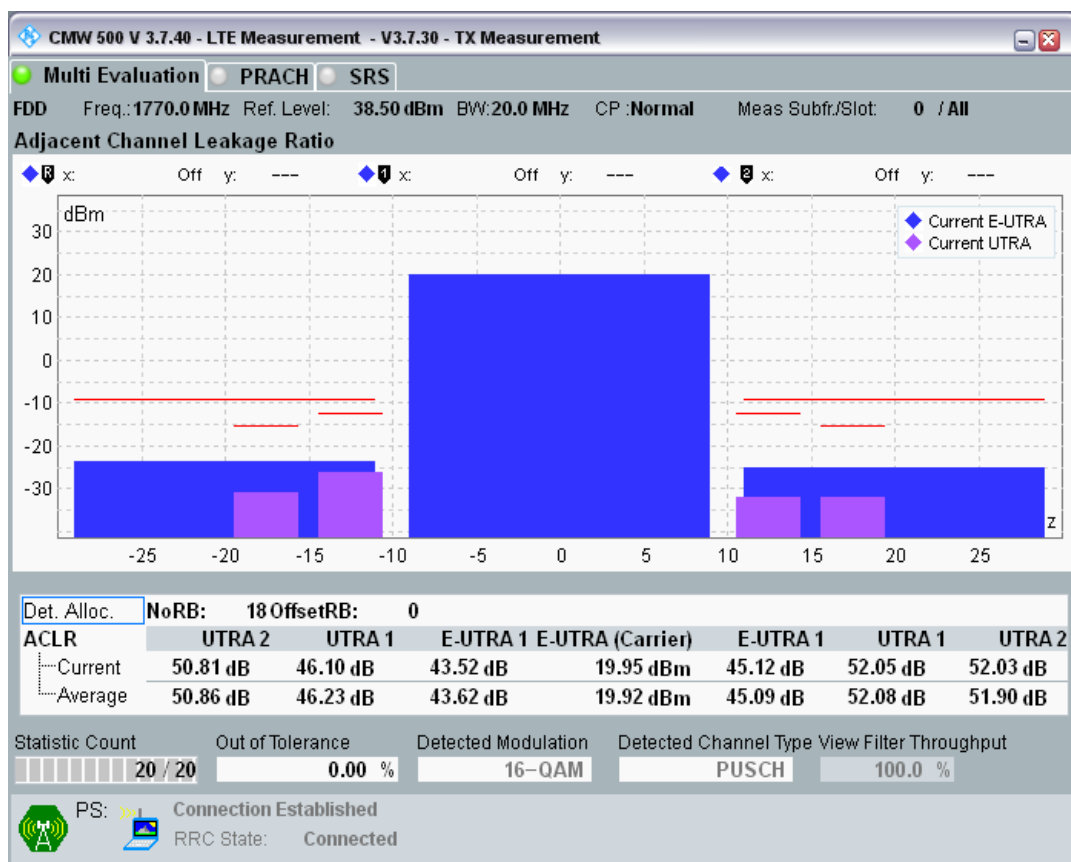 CMW 500 V 3.7.40 - LTE Measurement - V3.7.30 - TX Measurement
Multi Evaluation PRACH SRS
FDD Freq.: 1770.0 MHz Ref. Level: 38.50 dBm BW: 20.0 MHz CP : Normal Meas Subfr./Slot: 0 / All
Adjacent Channel Leakage Ratio
R x: Off y: --- 1 x: Off y: --- 2 x: Off y: ---
dBm
Current E-UTRA
Current UTRA
30
20
10
0
-10
-20
-30
z
-25 -20 -15 -10 -5 0 5 10 15 20 25
Det. Alloc. NoRB: 18 OffsetRB: 0
ACLR UTRA 2 UTRA 1 E-UTRA 1 E-UTRA (Carrier) E-UTRA 1 UTRA 1 UTRA 2
Current 50.81 dB 46.10 dB 43.52 dB 19.95 dBm 45.12 dB 52.05 dB 52.03 dB
Average 50.86 dB 46.23 dB 43.62 dB 19.92 dBm 45.09 dB 52.08 dB 51.90 dB
Statistic Count Out of Tolerance Detected Modulation Detected Channel Type View Filter Throughput
20 / 20 0.00 % 16-QAM PUSCH 100.0 %
PS: Connection Established
RRC State: Connected